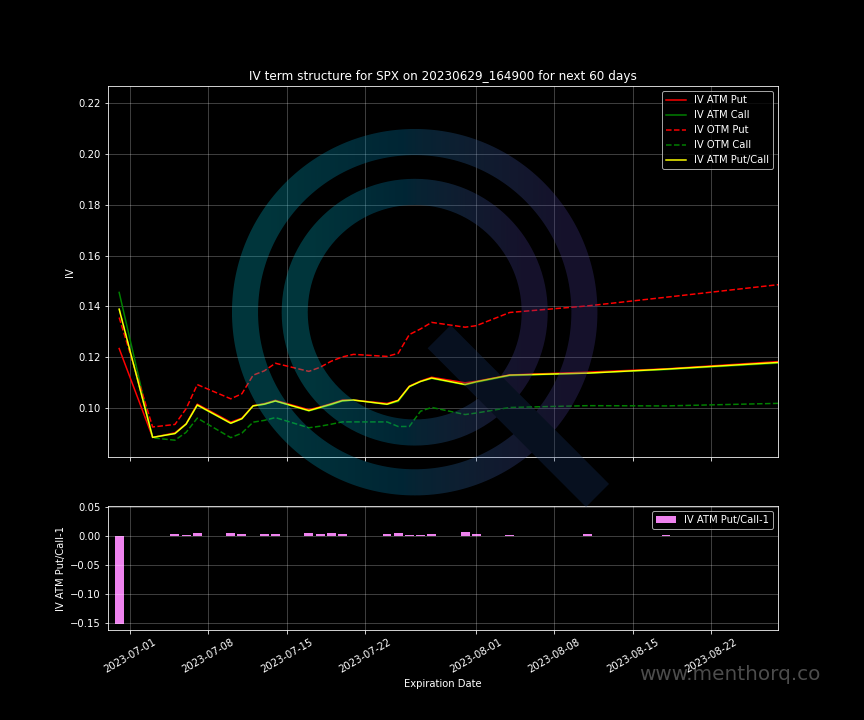 IV term structure for SPX on 20230629_164900 for next 60 days
IV ATM Put
IV ATM Call
IV OTM Put
IV OTM Call
IV ATM Put/Call
0.22
0.20
0.18
0.16
0.14
0.12
0.10
IV
IV ATM Put/Call-1
0.05
0.00
−0.05
−0.10
−0.15
IV ATM Put/Call-1
2023-07-01
2023-07-08
2023-07-15
2023-07-22
2023-08-01
2023-08-08
2023-08-15
2023-08-22
Expiration Date
www.menthorq.co